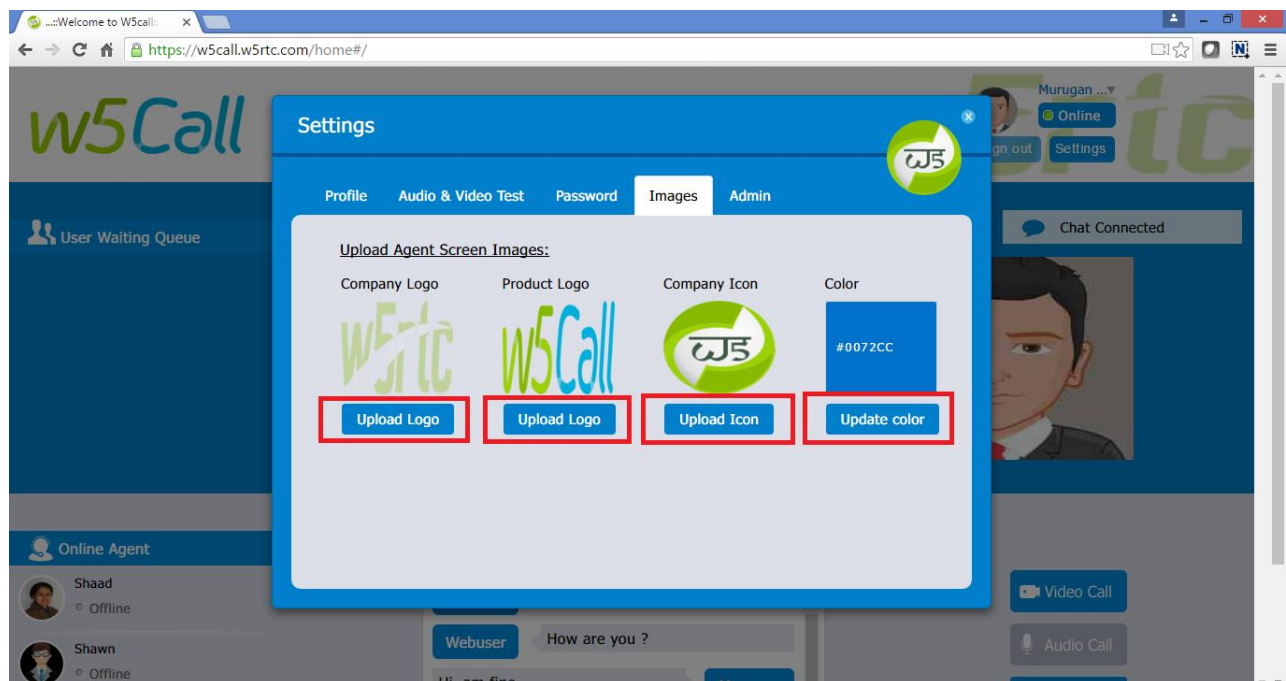 ...::Welcome to W5call::
https://w5call.w5rtc.com/home#/
w5Call
Murugan ...
Online
gn out
Settings
Settings
ω5
Profile
Audio & Video Test
Password
Images
Admin
User Waiting Queue
Chat Connected
Upload Agent Screen Images:
Company Logo
Product Logo
Company Icon
Color
w5rtc
w5Call
ω5
#0072CC
Upload Logo
Upload Logo
Upload Icon
Update color
Online Agent
Shaad
Offline
Shawn
Offline
Webuser
How are you ?
Video Call
Audio Call